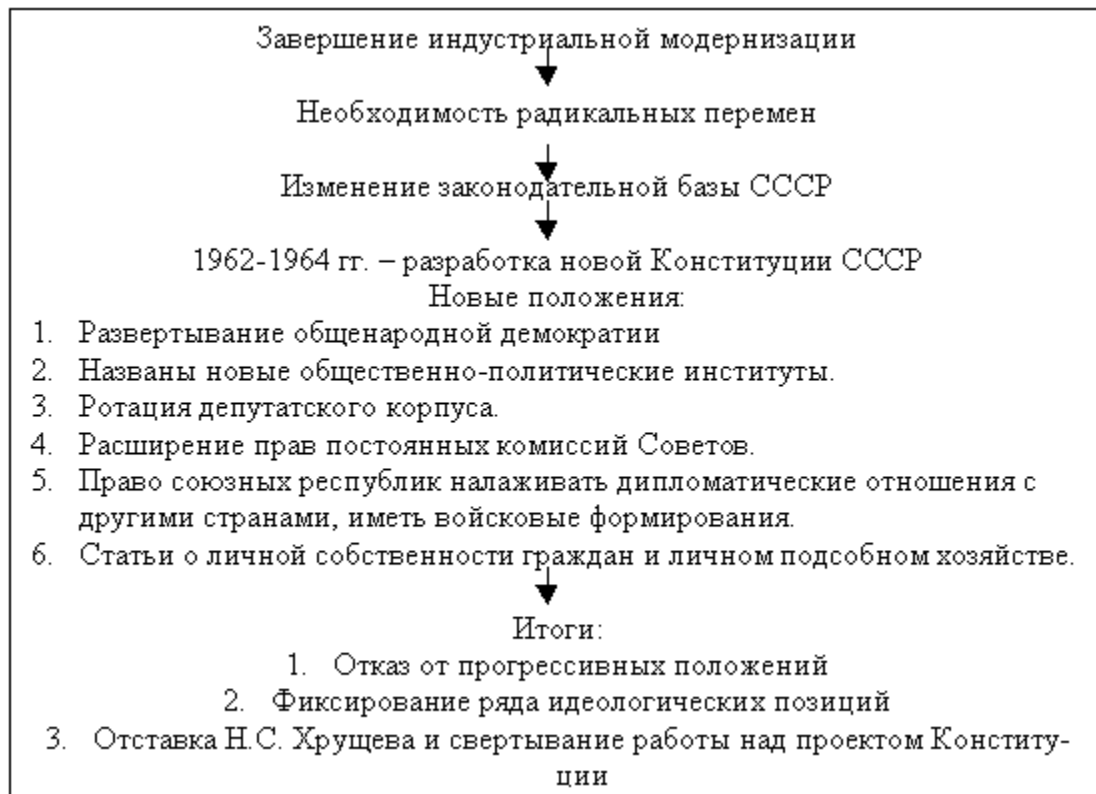 Завершение индустриальной модернизации
Необходимость радикальных перемен
Изменение законодательной базы СССР
1962-1964 гг. – разработка новой Конституции СССР
Новые положения:
1. Развертывание общенародной демократии
2. Названы новые общественно-политические институты.
3. Ротация депутатского корпуса.
4. Расширение прав постоянных комиссий Советов.
5. Право союзных республик налаживать дипломатические отношения с
другими странами, иметь войсковые формирования.
6. Статьи о личной собственности граждан и личном подсобном хозяйстве.
Итоги:
1. Отказ от прогрессивных положений
2. Фиксирование ряда идеологических позиций
3. Отставка Н.С. Хрущева и свертывание работы над проектом Конститу-
ции